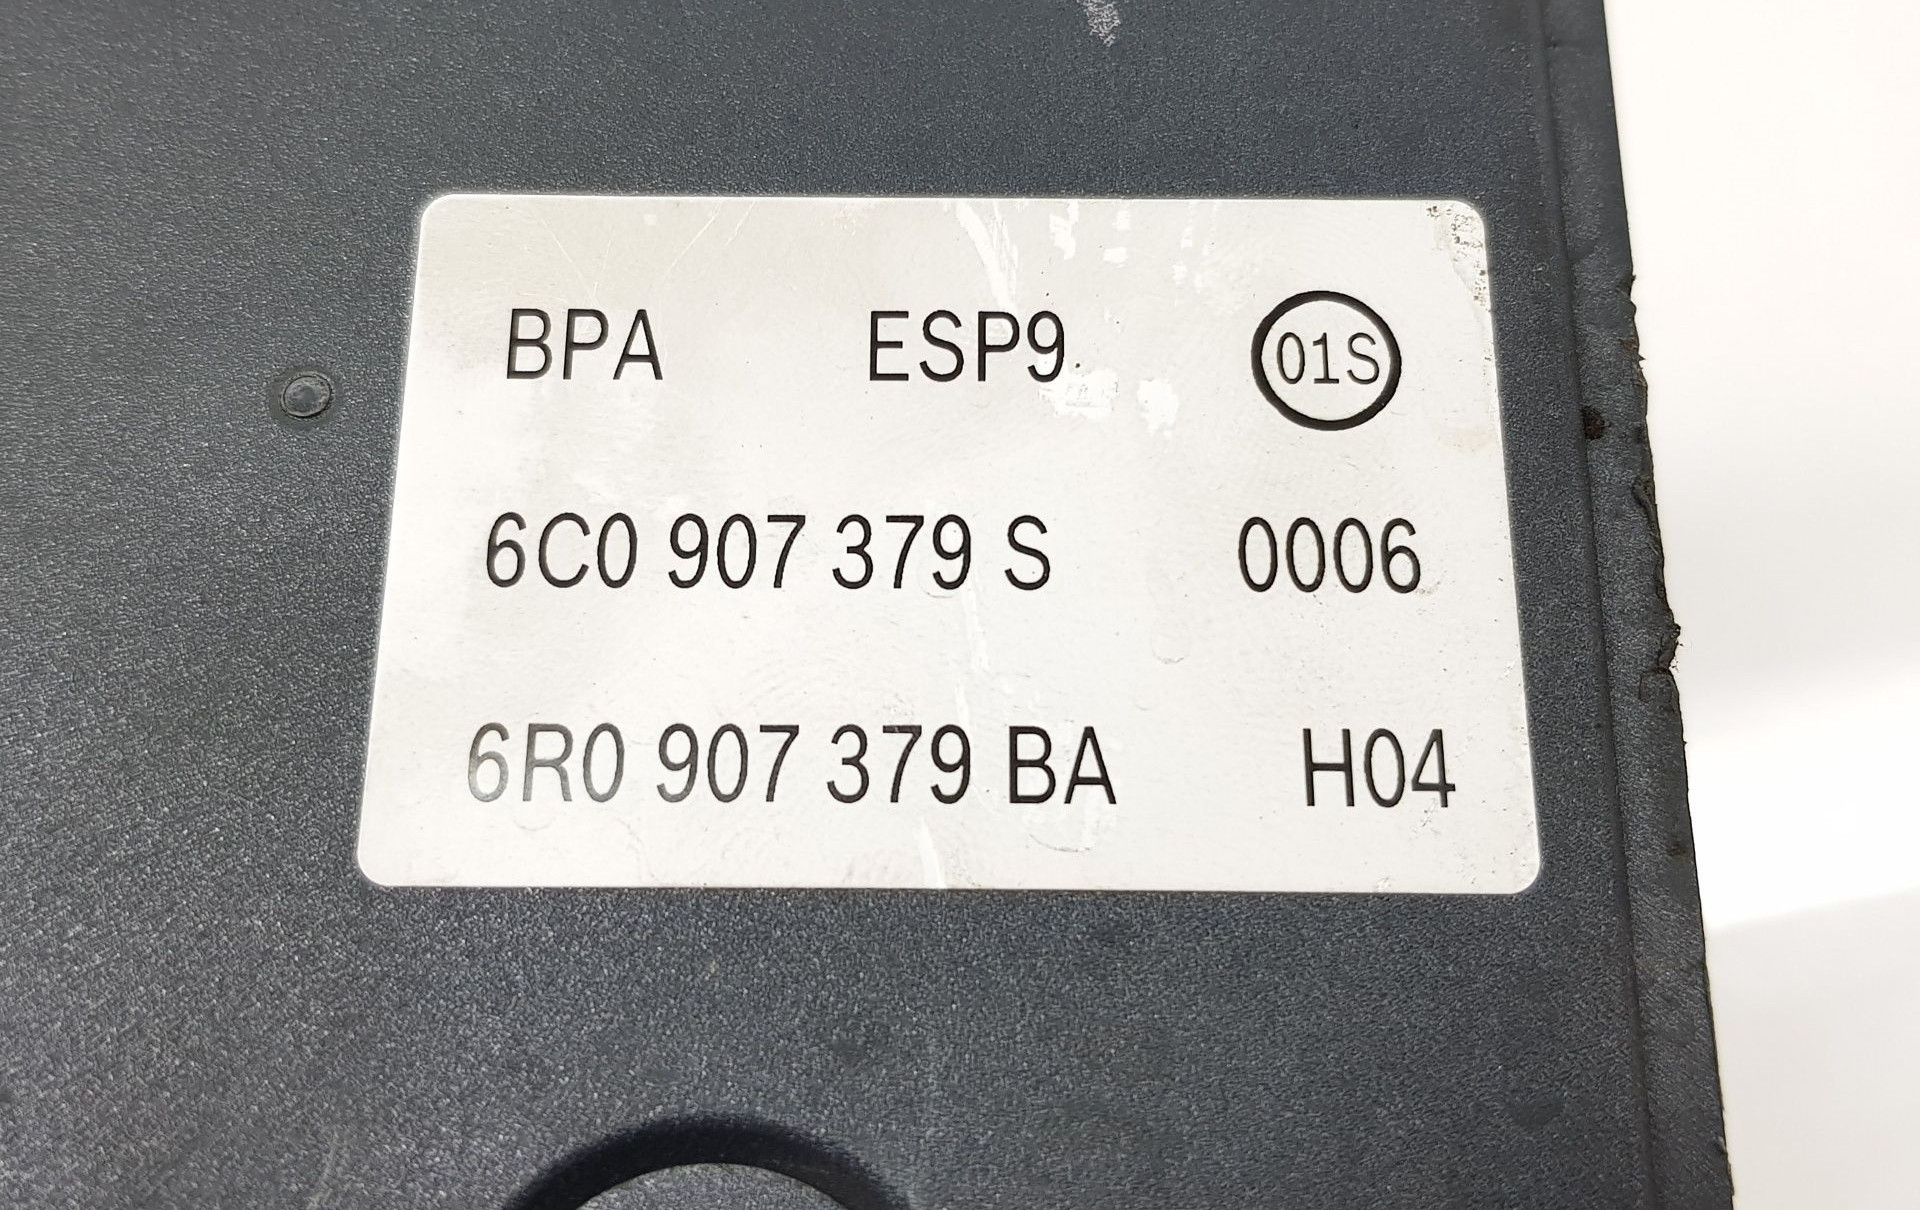 BPA ESP9 01S
6C0 907 379 S 0006
6R0 907 379 BA H04